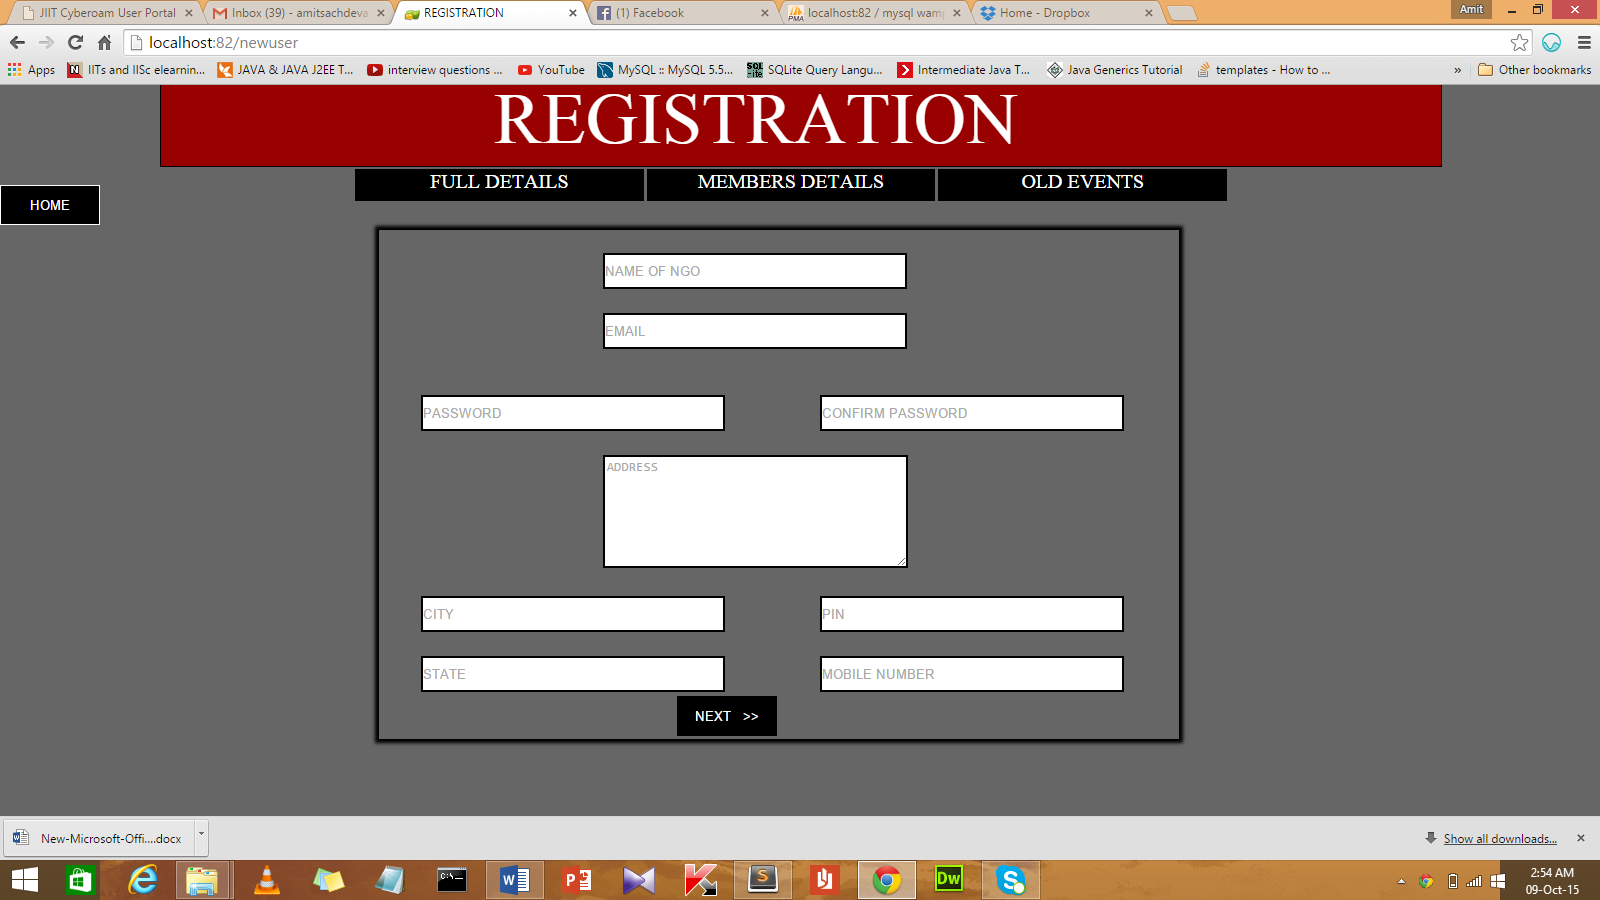 JIIT Cyberoam User Portal
Inbox (39) - amitsachdeva
REGISTRATION
(1) Facebook
localhost:82 / mysql wam
Home - Dropbox
Amit
localhost:82/newuser
Apps
IITs and IISc elearnin...
JAVA & JAVA J2EE T...
interview questions ...
YouTube
MySQL :: MySQL 5.5...
SQLite Query Langu...
Intermediate Java T...
Java Generics Tutorial
templates - How to ...
»
Other bookmarks
REGISTRATION
FULL DETAILS
MEMBERS DETAILS
OLD EVENTS
HOME
NAME OF NGO
EMAIL
PASSWORD
CONFIRM PASSWORD
ADDRESS
CITY
PIN
STATE
MOBILE NUMBER
NEXT >>
New-Microsoft-Offi....docx
Show all downloads...
2:54 AM
09-Oct-15